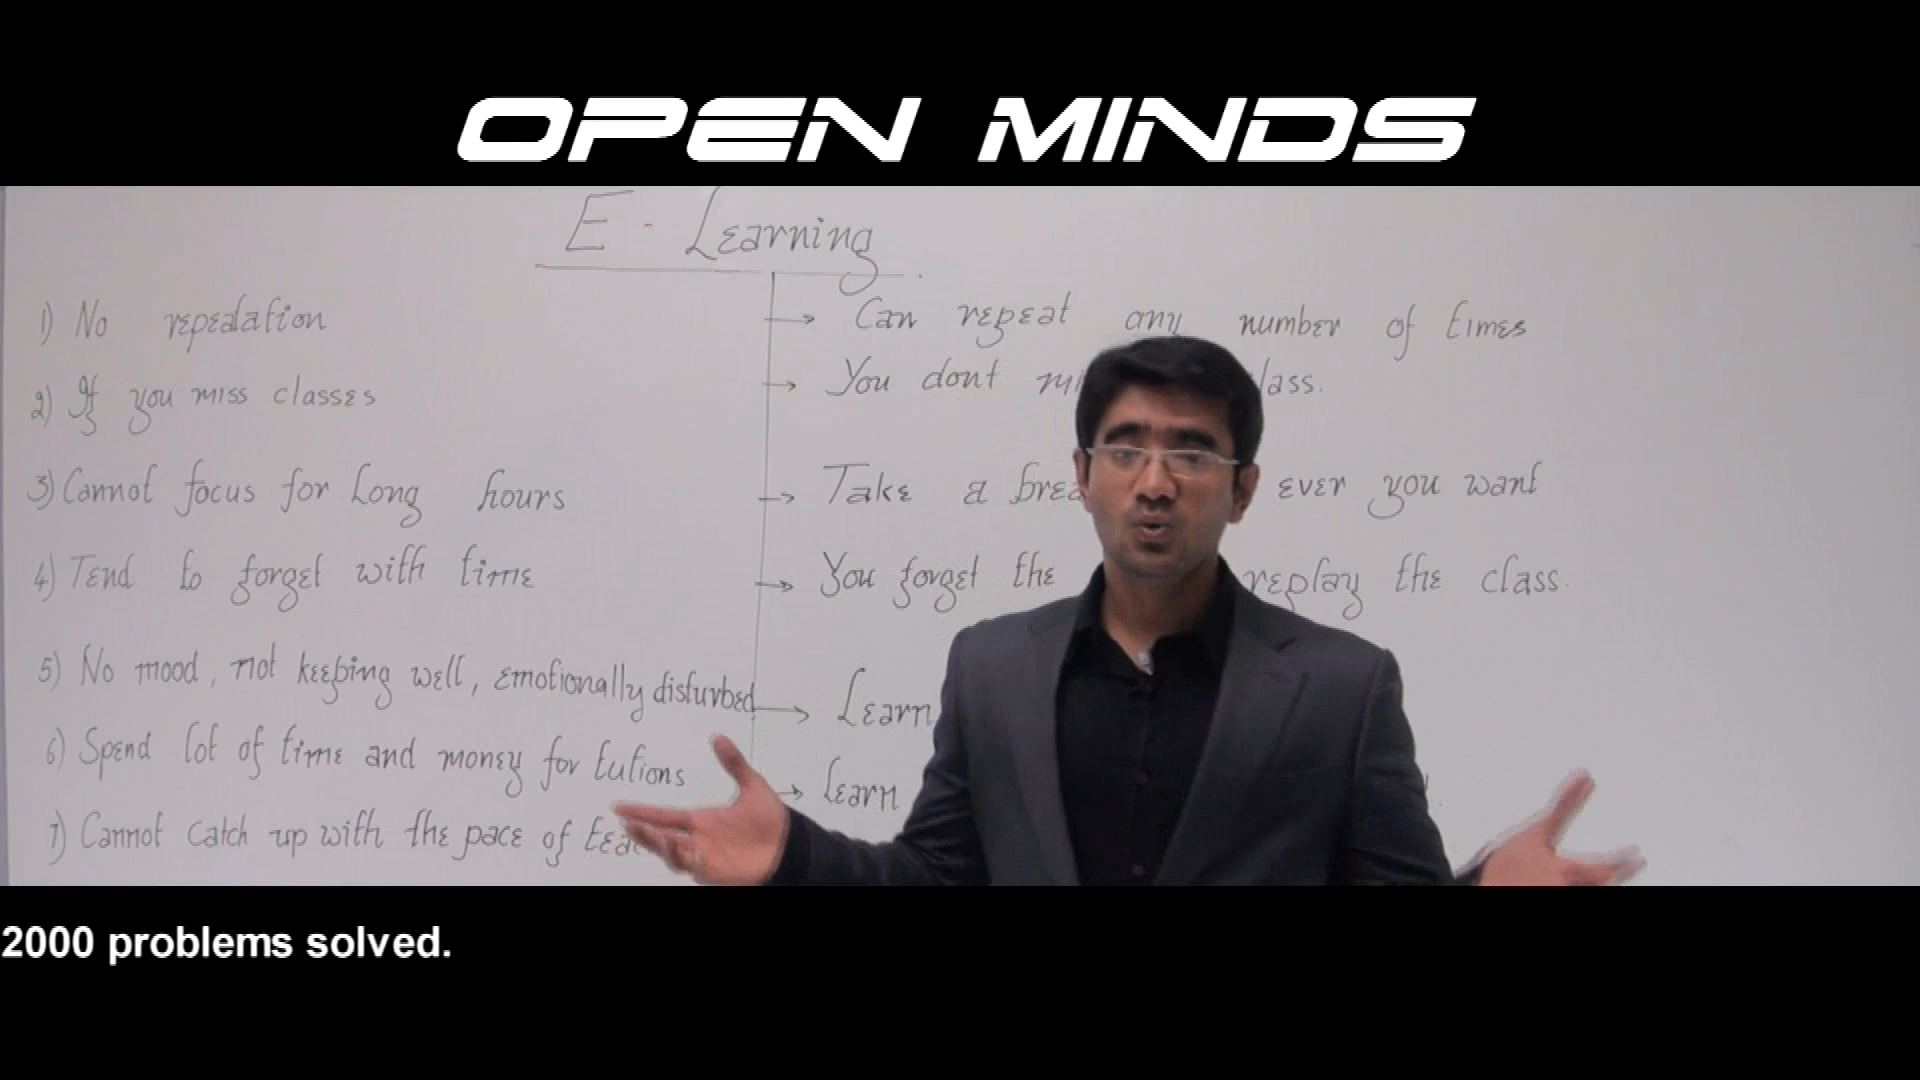 OPEN MINDS
E - Learning
1) No repeatation → Can repeat any number of times
2) If you miss classes → You dont class.
3) Cannot focus for Long hours → Take a ever you want
4) Tend to forget with time → You forget the replay the class.
5) No mood, not keeping well, emotionally disturbed → Learn
6) Spend lot of time and money for tutions → Learn
7) Cannot catch up with the pace of
2000 problems solved.